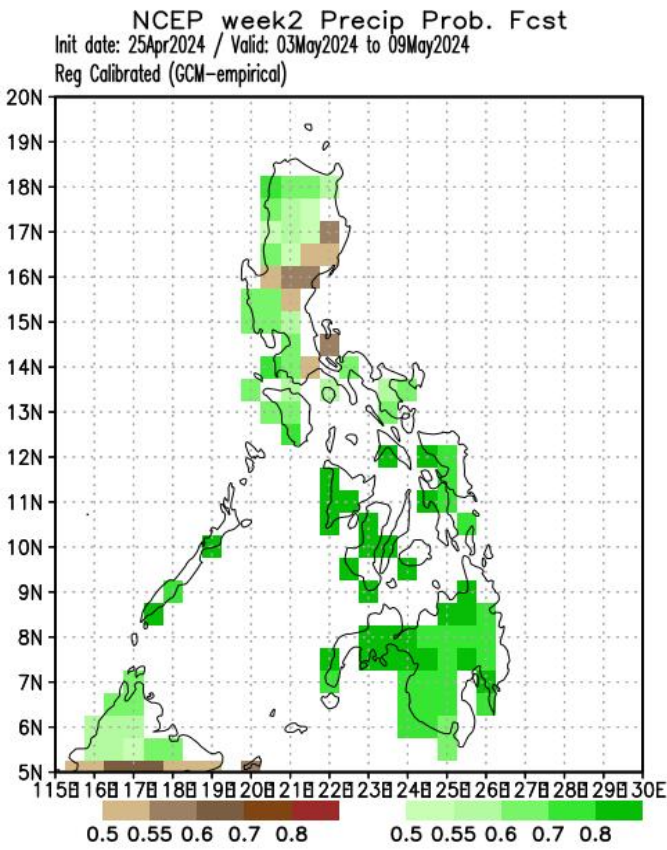 NCEP week2 Precip Prob. Fcst
Init date: 25Apr2024 / Valid: 03May2024 to 09May2024
Reg Calibrated (GCM-empirical)
20N
19N
18N
17N
16N
15N
14N
13N
12N
11N
10N
9N
8N
7N
6N
5N
115E 116E 117E 118E 119E 120E 121E 122E 123E 124E 125E 126E 127E 128E 129E 130E
0.5 0.55 0.6 0.7 0.8 0.5 0.55 0.6 0.7 0.8